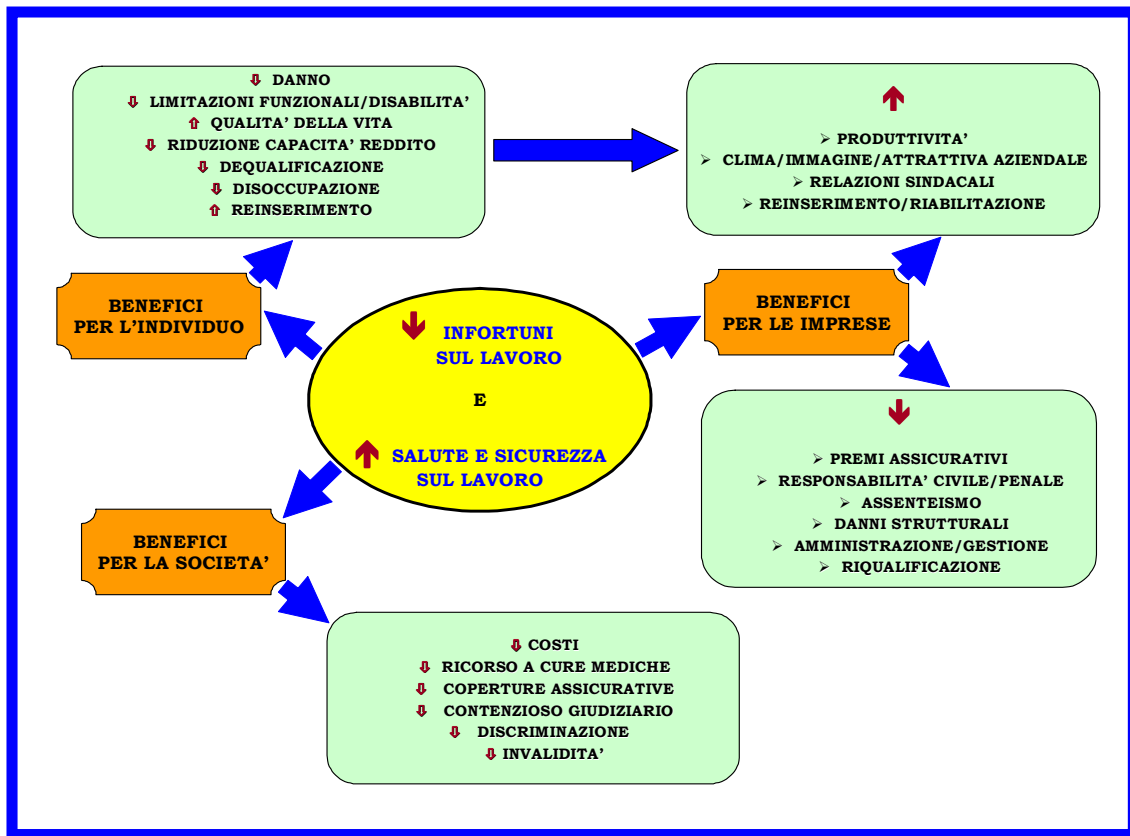 DANNO
LIMITAZIONI FUNZIONALI/DISABILITA’
QUALITA’ DELLA VITA
RIDUZIONE CAPACITA’ REDDITO
DEQUALIFICAZIONE
DISOCCUPAZIONE
REINSERIMENTO
PRODUTTIVITA’
CLIMA/IMMAGINE/ATTRATTIVA AZIENDALE
RELAZIONI SINDACALI
REINSERIMENTO/RIABILITAZIONE
BENEFICI
PER L’INDIVIDUO
INFORTUNI
SUL LAVORO
E
SALUTE E SICUREZZA
SUL LAVORO
BENEFICI
PER LE IMPRESE
PREMI ASSICURATIVI
RESPONSABILITA’ CIVILE/PENALE
ASSENTEISMO
DANNI STRUTTURALI
AMMINISTRAZIONE/GESTIONE
RIQUALIFICAZIONE
BENEFICI
PER LA SOCIETA’
COSTI
RICORSO A CURE MEDICHE
COPERTURE ASSICURATIVE
CONTENZIOSO GIUDIZIARIO
DISCRIMINAZIONE
INVALIDITA’